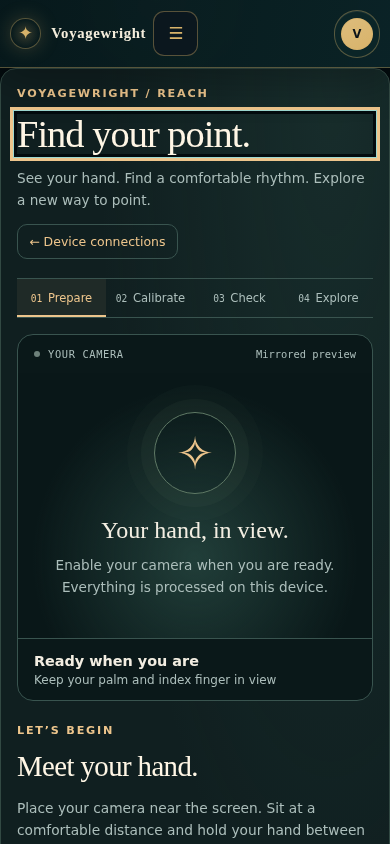 Voyagewright
☰
V
VOYAGEWRIGHT / REACH
Find your point.
See your hand. Find a comfortable rhythm. Explore
a new way to point.
← Device connections
01 Prepare 02 Calibrate 03 Check 04 Explore
YOUR CAMERA Mirrored preview
Your hand, in view.
Enable your camera when you are ready.
Everything is processed on this device.
Ready when you are
Keep your palm and index finger in view
LET’S BEGIN
Meet your hand.
Place your camera near the screen. Sit at a
comfortable distance and hold your hand between